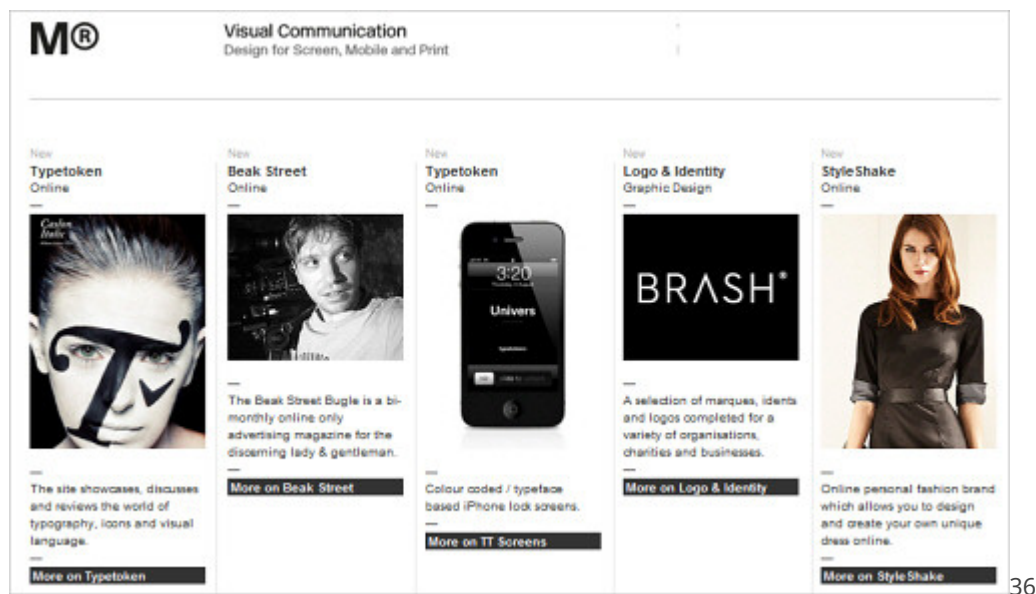 M®
Visual Communication
Design for Screen, Mobile and Print
New
Typetoken
Online
Caslon
Italic
The site showcases, discusses
and reviews the world of
typography, icons and visual
language.
More on Typetoken
New
Beak Street
Online
The Beak Street Bugle is a bi-
monthly online only
advertising magazine for the
discerning lady & gentleman.
More on Beak Street
New
Typetoken
Online
3:20
Univers
typetoken
Colour coded / typeface
based iPhone lock screens.
More on TT Screens
New
Logo & Identity
Graphic Design
BRΛSH®
A selection of marques, idents
and logos completed for a
variety of organisations,
charities and businesses.
More on Logo & Identity
New
StyleShake
Online
Online personal fashion brand
which allows you to design
and create your own unique
dress online.
More on StyleShake
36